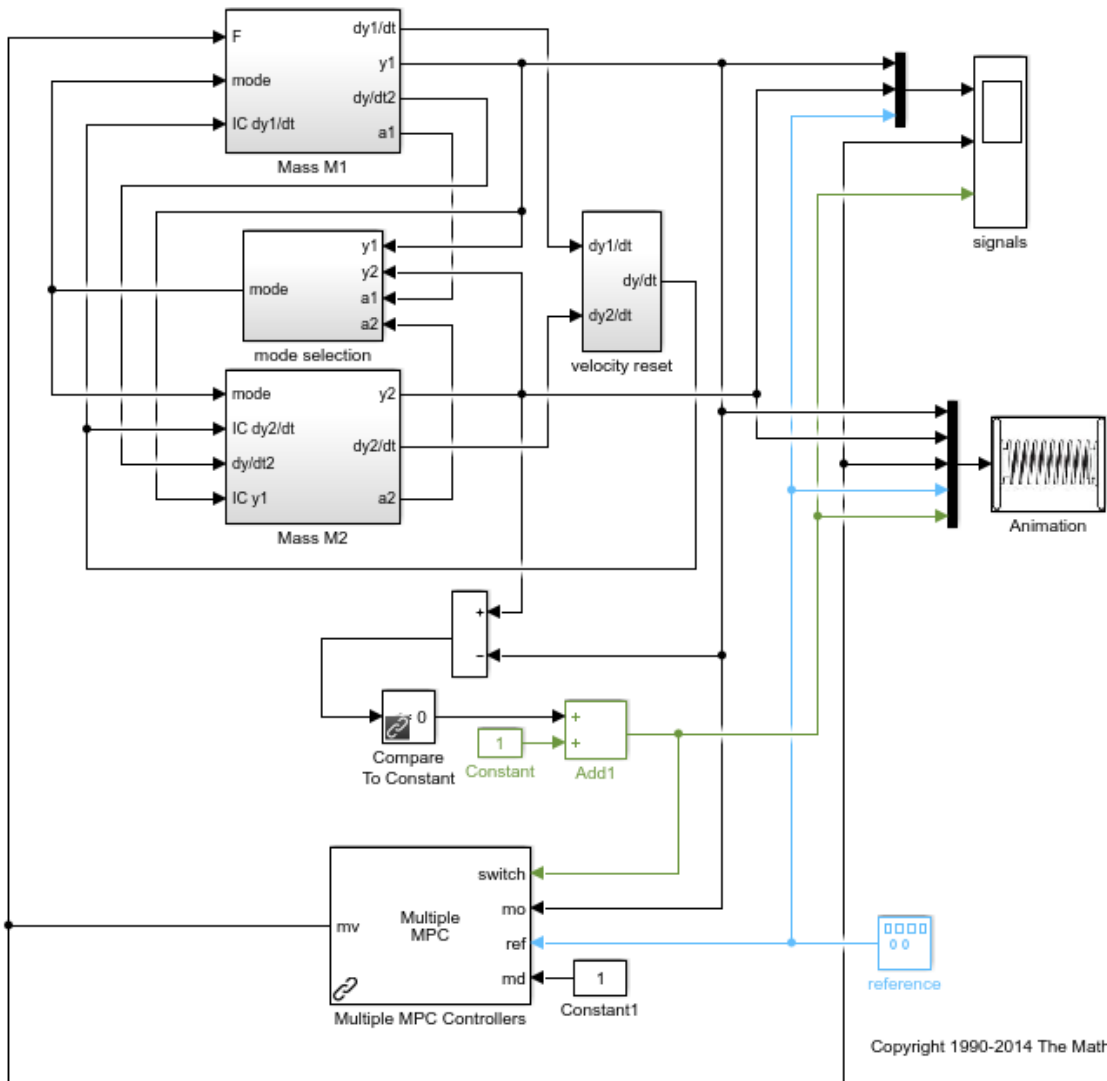 F
mode
IC dy1/dt
dy1/dt
y1
dy/dt2
a1
Mass M1
signals
mode
y1
y2
a1
a2
mode selection
dy1/dt
dy2/dt
dy/dt
velocity reset
mode
IC dy2/dt
dy/dt2
IC y1
y2
dy2/dt
a2
Mass M2
Animation
+
−
0
Compare
To Constant
1
Constant
+
+
Add1
switch
mo
ref
md
mv
Multiple
MPC
Multiple MPC Controllers
1
Constant1
0 0
reference
Copyright 1990-2014 The Math